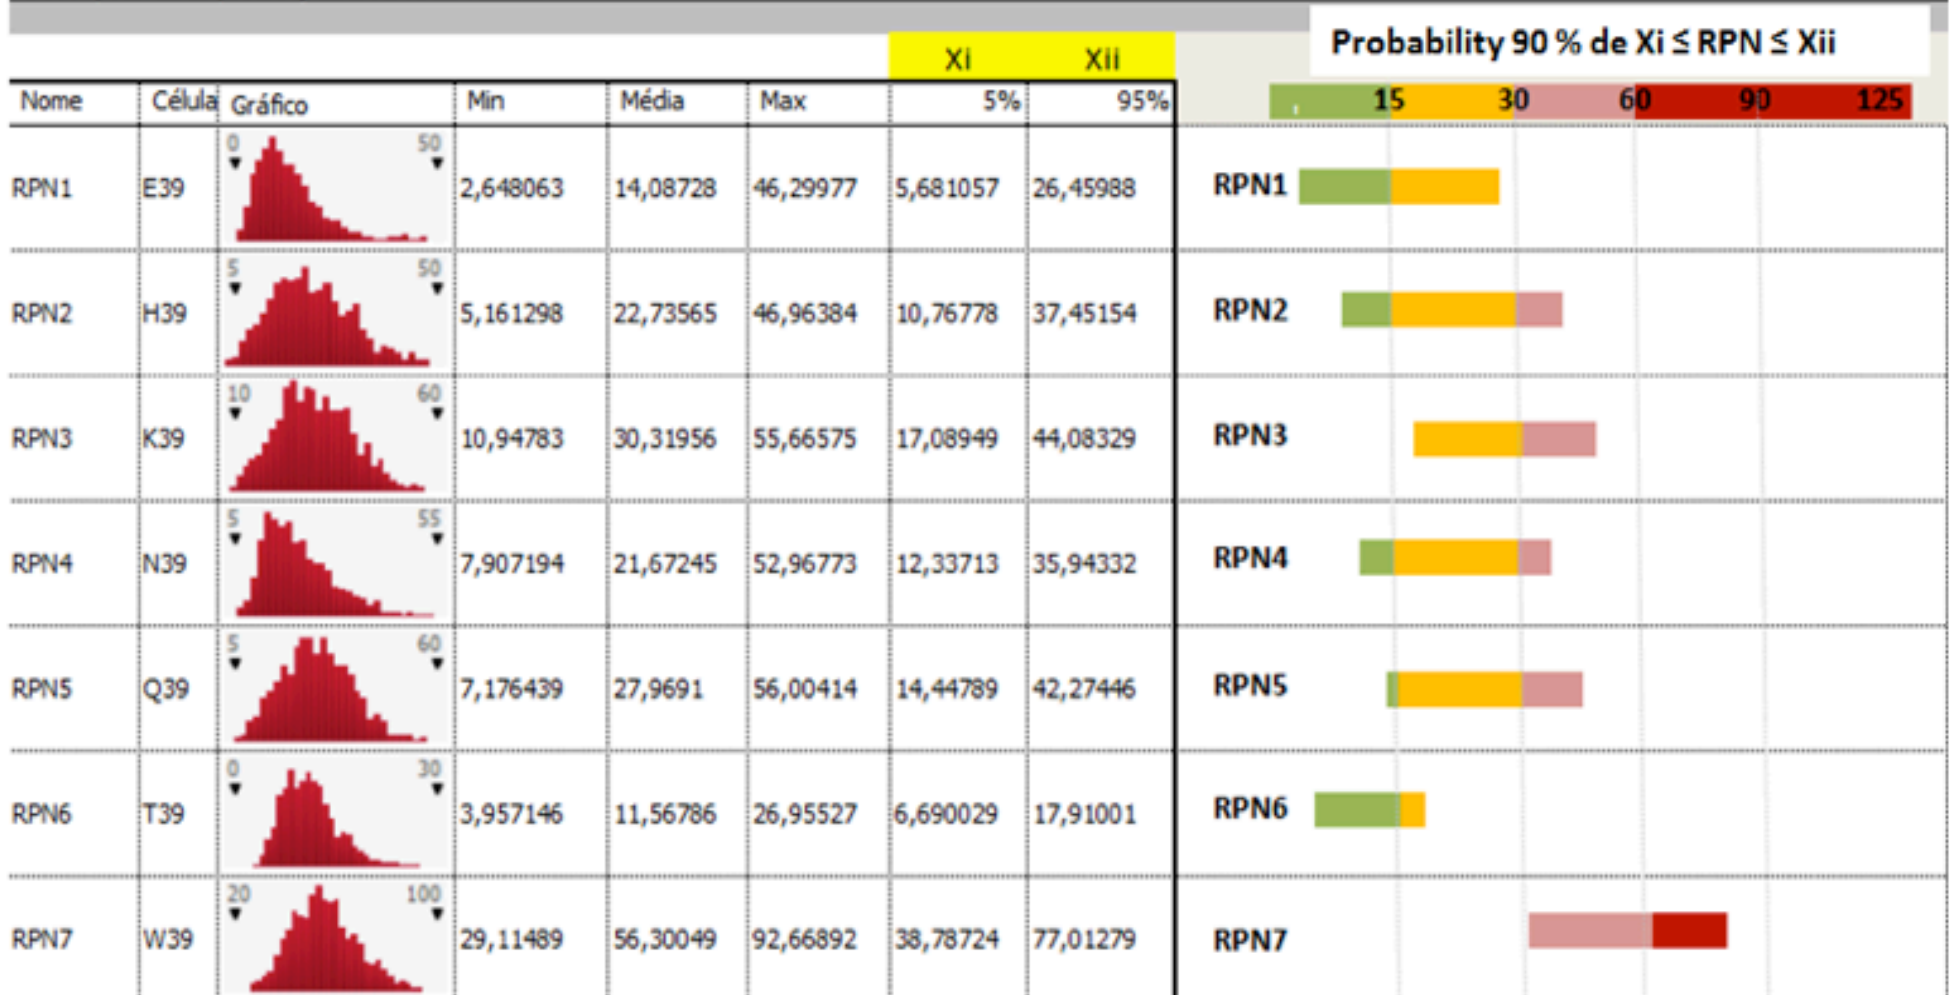 Probability 90 % de Xi ≤ RPN ≤ Xii
Xi Xii
Nome Célula Gráfico Min Média Max 5% 95% 15 30 60 90 125
0 50
RPN1 E39 2,648063 14,08728 46,29977 5,681057 26,45988 RPN1
5 50
RPN2 H39 5,161298 22,73565 46,96384 10,76778 37,45154 RPN2
10 60
RPN3 K39 10,94783 30,31956 55,66575 17,08949 44,08329 RPN3
5 55
RPN4 N39 7,907194 21,67245 52,96773 12,33713 35,94332 RPN4
5 60
RPN5 Q39 7,176439 27,9691 56,00414 14,44789 42,27446 RPN5
0 30
RPN6 T39 3,957146 11,56786 26,95527 6,690029 17,91001 RPN6
20 100
RPN7 W39 29,11489 56,30049 92,66892 38,78724 77,01279 RPN7